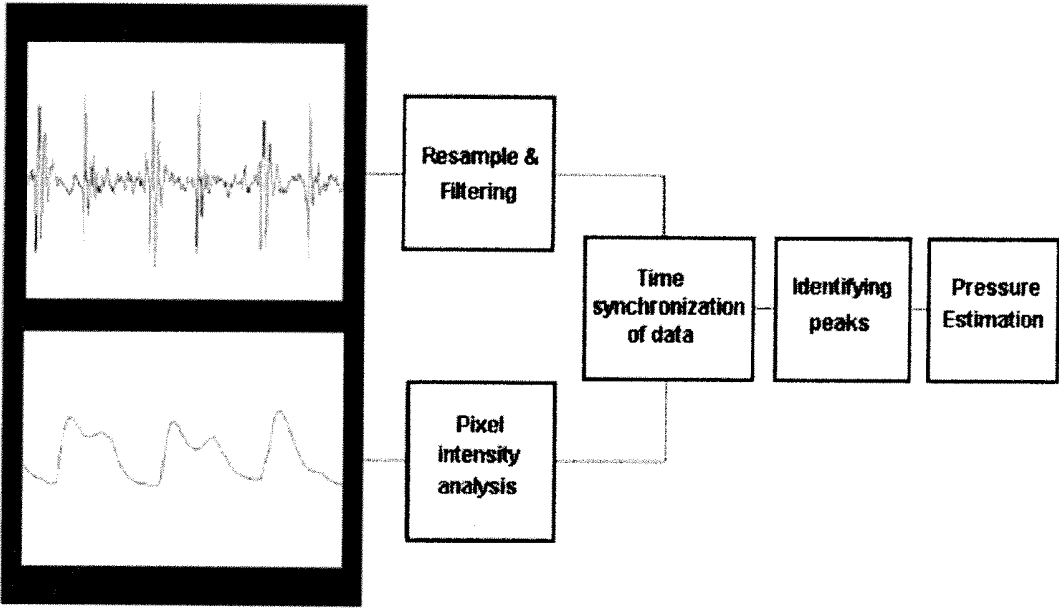 Resample &
Filtering
Time
synchronization
of data
Identifying
peaks
Pressure
Estimation
Pixel
intensity
analysis